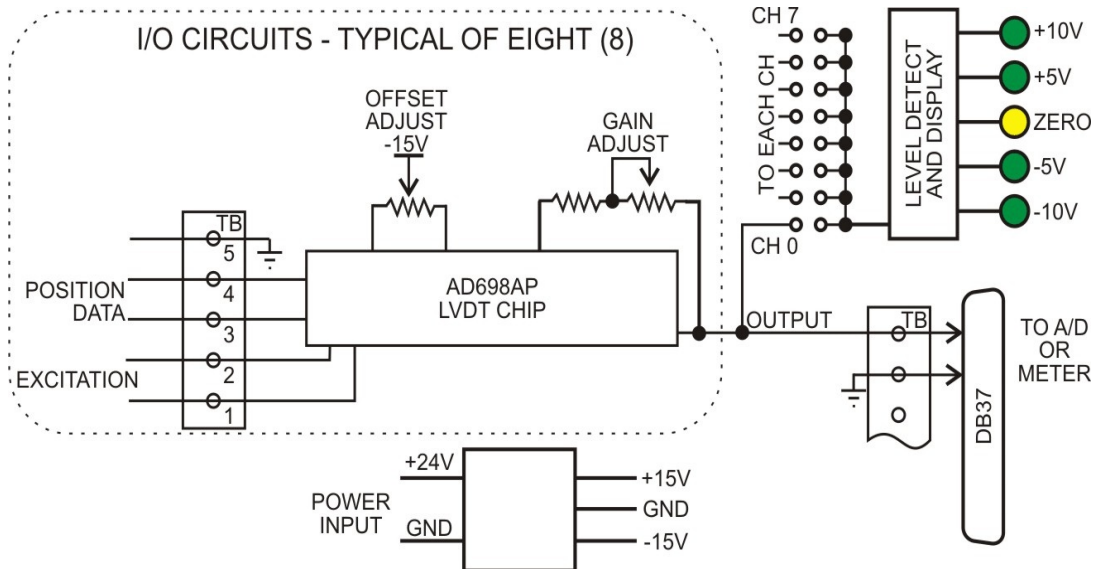 I/O CIRCUITS - TYPICAL OF EIGHT (8)
OFFSET
ADJUST
-15V
GAIN
ADJUST
TB
5
4
3
2
1
POSITION
DATA
EXCITATION
AD698AP
LVDT CHIP
CH 7
TO EACH CH
CH 0
LEVEL DETECT
AND DISPLAY
+10V
+5V
ZERO
-5V
-10V
OUTPUT
TB
DB37
TO A/D
OR
METER
POWER
INPUT
+24V
GND
+15V
GND
-15V